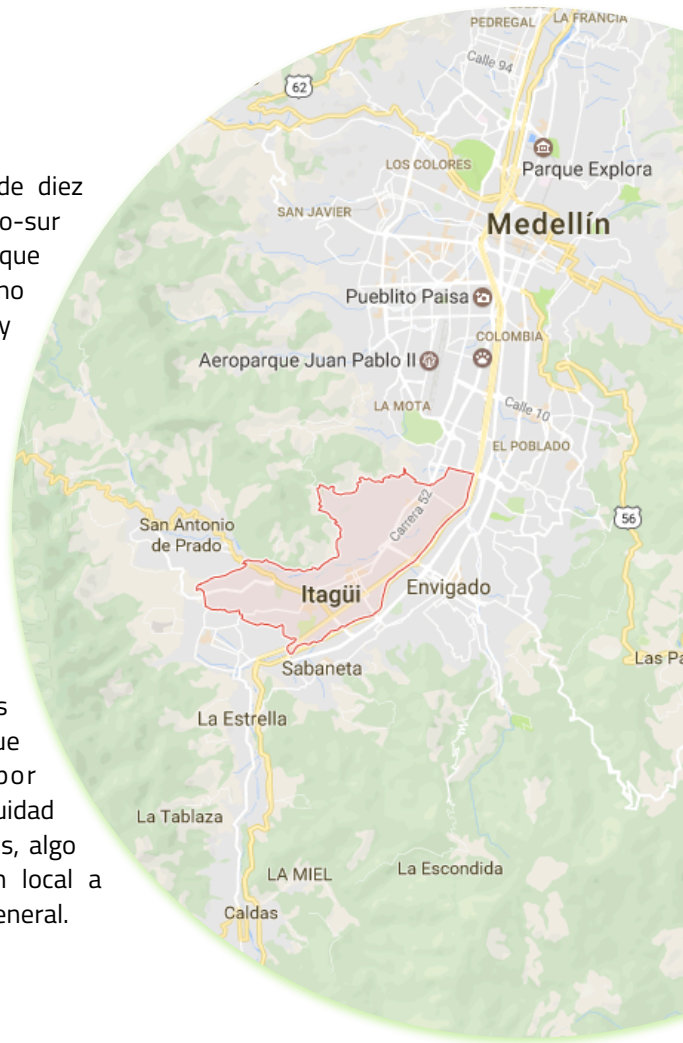 PEDREGAL
LA FRANCIA
Calle 94
62
LOS COLORES
Parque Explora
de diez
SAN JAVIER
o-sur
Medellín
que
no
Pueblito Paisa
y
COLOMBIA
Aeroparque Juan Pablo II
LA MOTA
Calle 10
EL POBLADO
Carrera 52
San Antonio
de Prado
56
Itagüi
Envigado
Las Pa
Sabaneta
s
La Estrella
ue
por
La Tablaza
uidad
s, algo
LA MIEL
La Escondida
n local a
Caldas
eneral.